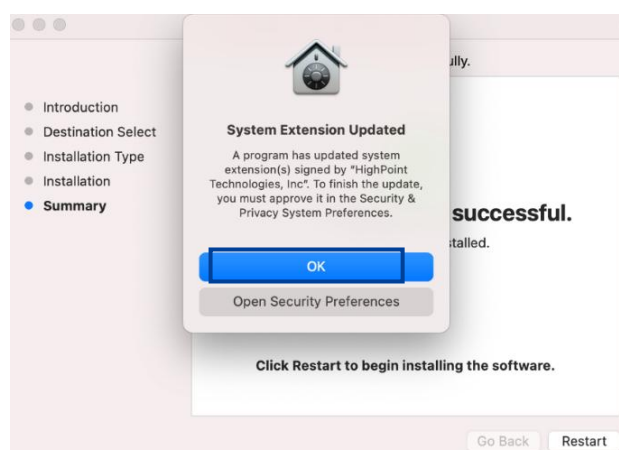 ully.
Introduction
Destination Select
Installation Type
Installation
Summary
System Extension Updated
A program has updated system
extension(s) signed by "HighPoint
Technologies, Inc". To finish the update,
you must approve it in the Security &
Privacy System Preferences.
OK
Open Security Preferences
successful.
stalled.
Click Restart to begin installing the software.
Go Back
Restart